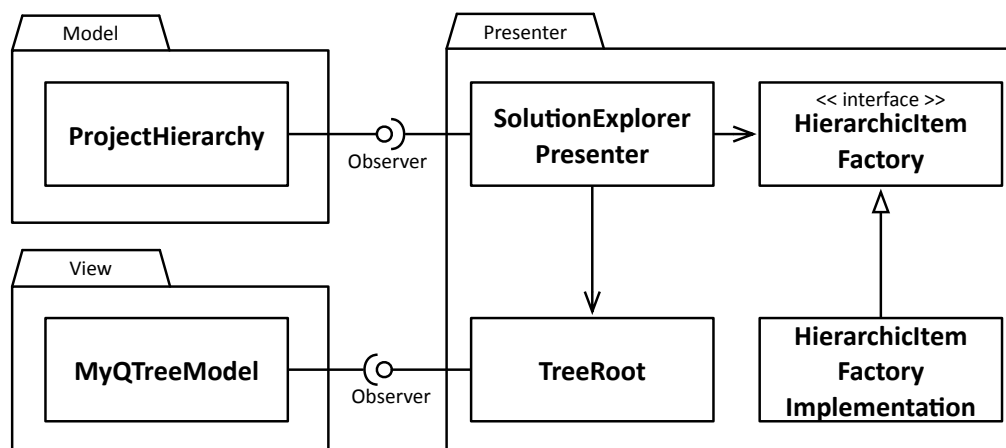 Model
ProjectHierarchy
Observer
Presenter
SolutionExplorer
Presenter
<< interface >>
HierarchicItem
Factory
View
MyQTreeModel
Observer
TreeRoot
HierarchicItem
Factory
Implementation